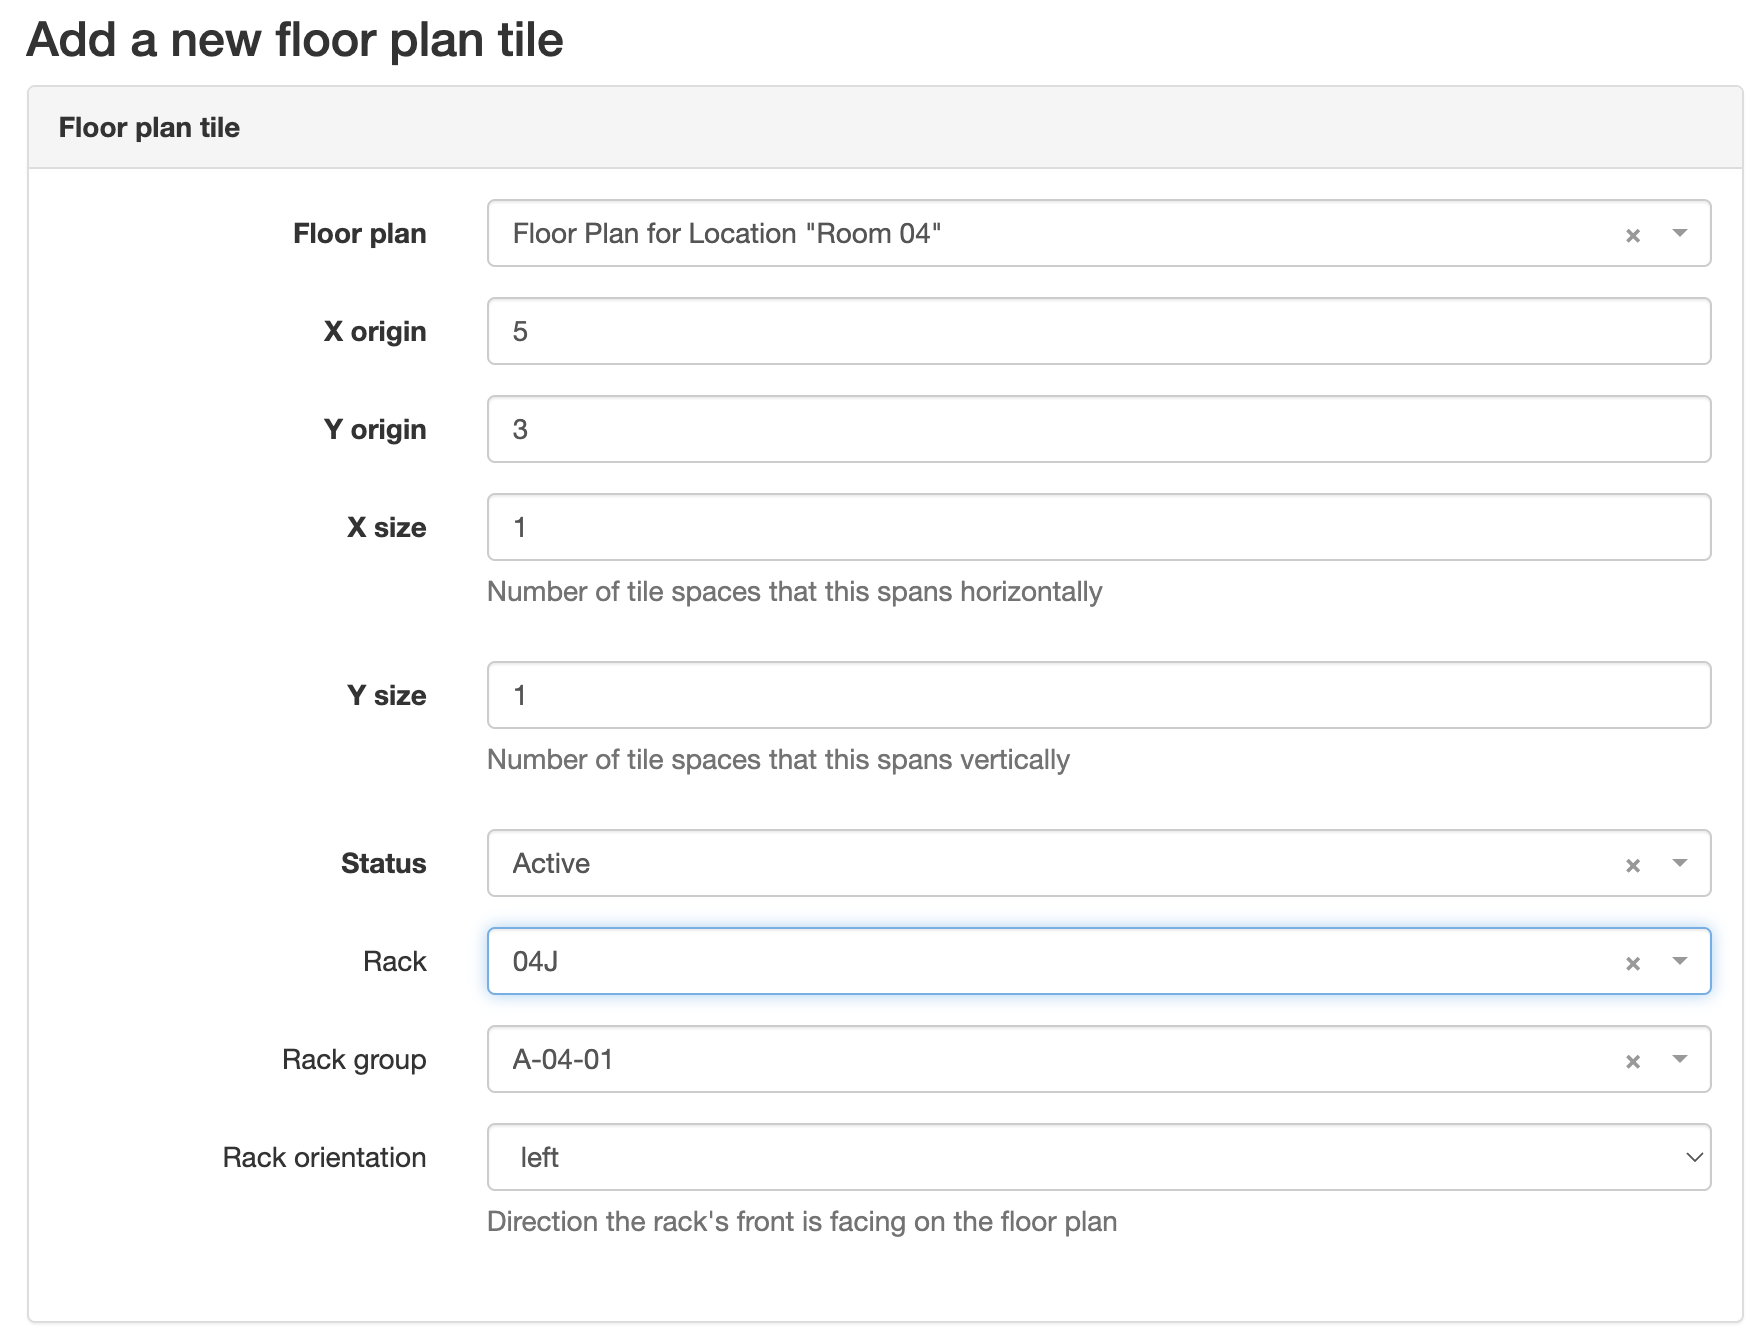 Add a new floor plan tile
Floor plan tile
Floor plan
Floor Plan for Location "Room 04"
X origin
5
Y origin
3
X size
1
Number of tile spaces that this spans horizontally
Y size
1
Number of tile spaces that this spans vertically
Status
Active
Rack
04J
Rack group
A-04-01
Rack orientation
left
Direction the rack's front is facing on the floor plan